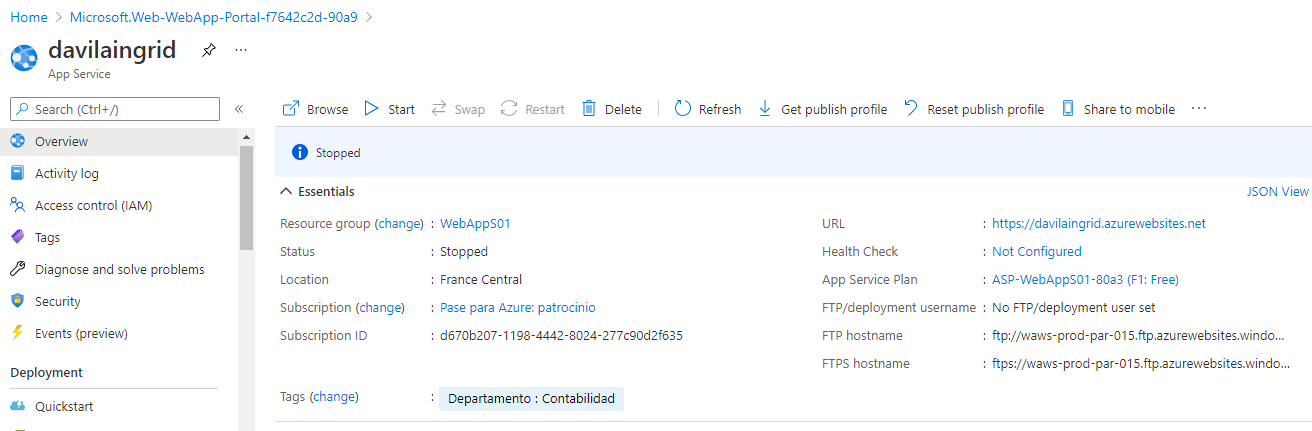 Home > Microsoft.Web-WebApp-Portal-f7642c2d-90a9 >
davilaingrid ...
App Service
Search (Ctrl+/) «
Browse Start Swap Restart Delete Refresh Get publish profile Reset publish profile Share to mobile ...
Overview
Activity log
Access control (IAM)
Tags
Diagnose and solve problems
Security
Events (preview)
Deployment
Quickstart
Stopped
Essentials JSON View
Resource group (change) : WebAppS01
Status : Stopped
Location : France Central
Subscription (change) : Pase para Azure: patrocinio
Subscription ID : d670b207-1198-4442-8024-277c90d2f635
URL : https://davilaingrid.azurewebsites.net
Health Check : Not Configured
App Service Plan : ASP-WebAppS01-80a3 (F1: Free)
FTP/deployment username : No FTP/deployment user set
FTP hostname : ftp://waws-prod-par-015.ftp.azurewebsites.windo...
FTPS hostname : ftps://waws-prod-par-015.ftp.azurewebsites.windo...
Tags (change) : Departamento : Contabilidad